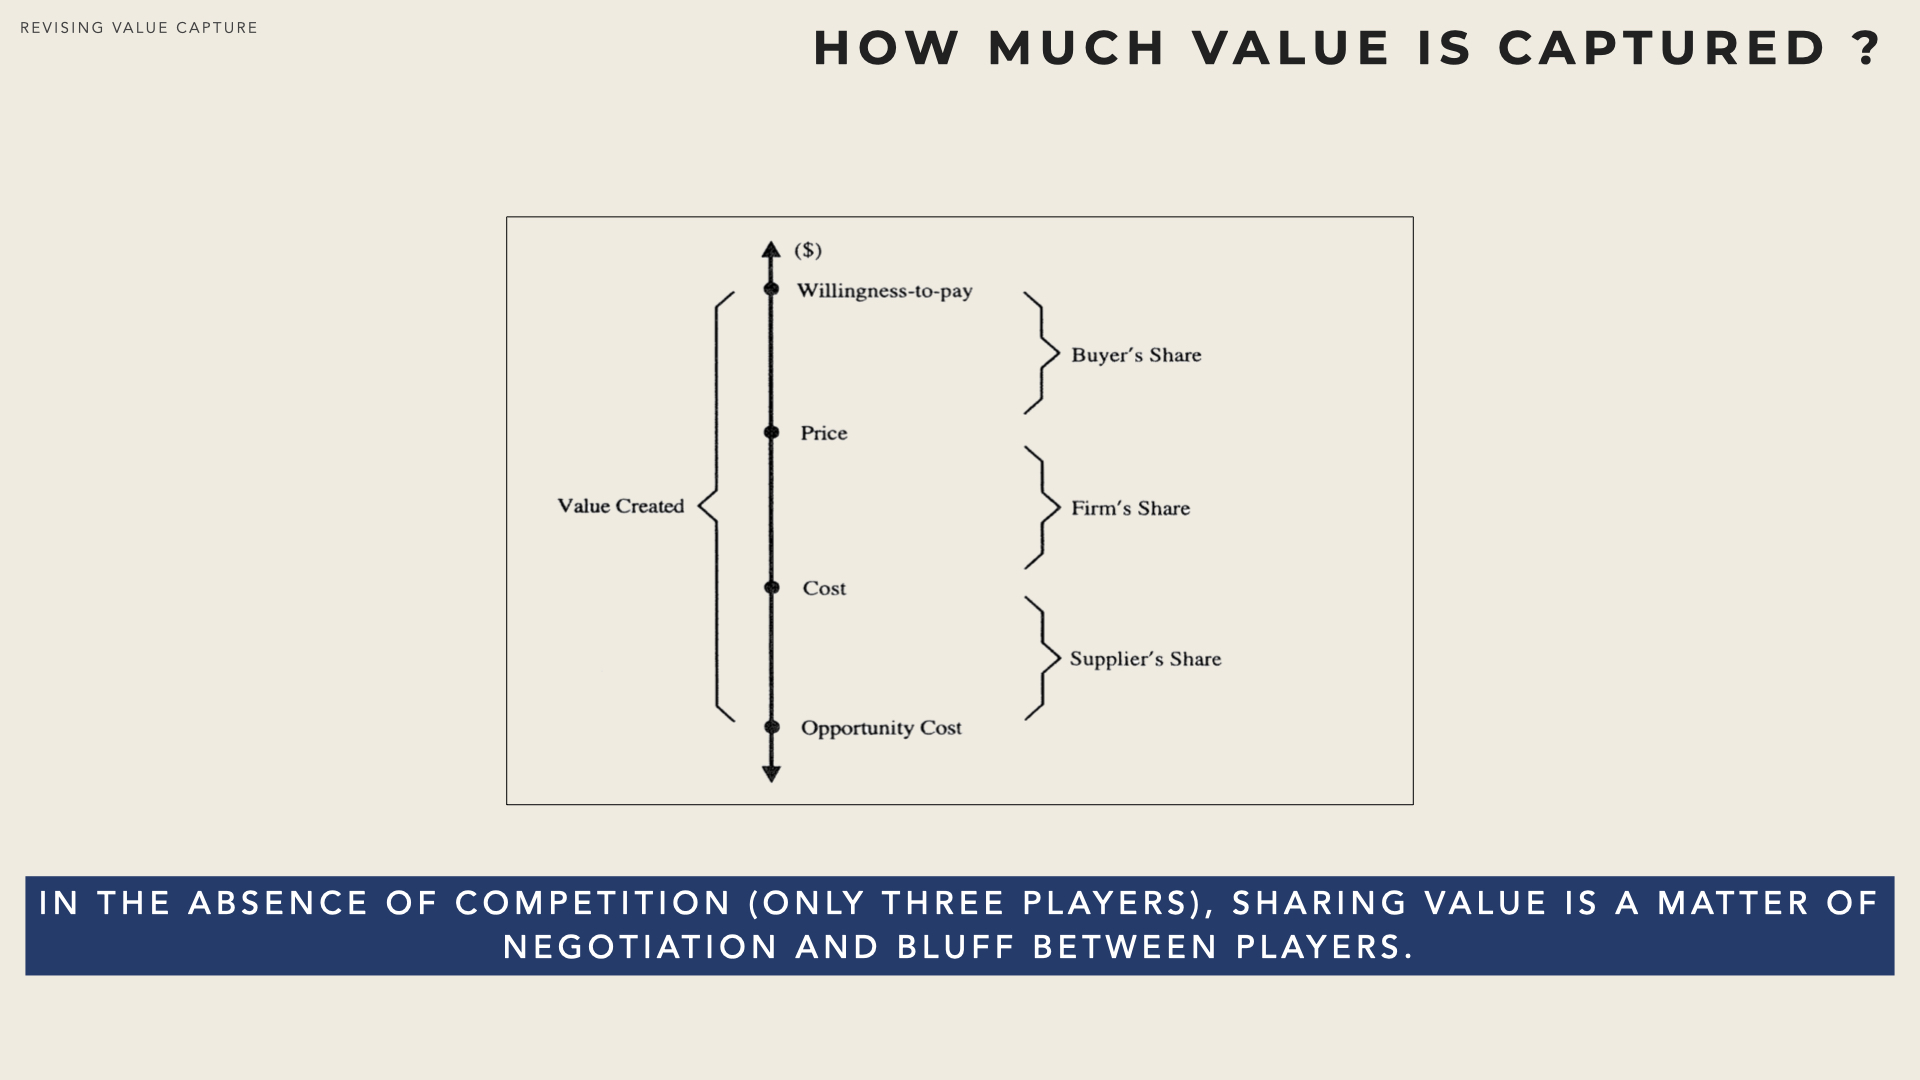 REVISING VALUE CAPTURE
HOW MUCH VALUE IS CAPTURED ?
($)
Willingness-to-pay
Buyer′s Share
Price
Value Created
Firm′s Share
Cost
Supplier′s Share
Opportunity Cost
IN THE ABSENCE OF COMPETITION (ONLY THREE PLAYERS), SHARING VALUE IS A MATTER OF
NEGOTIATION AND BLUFF BETWEEN PLAYERS.